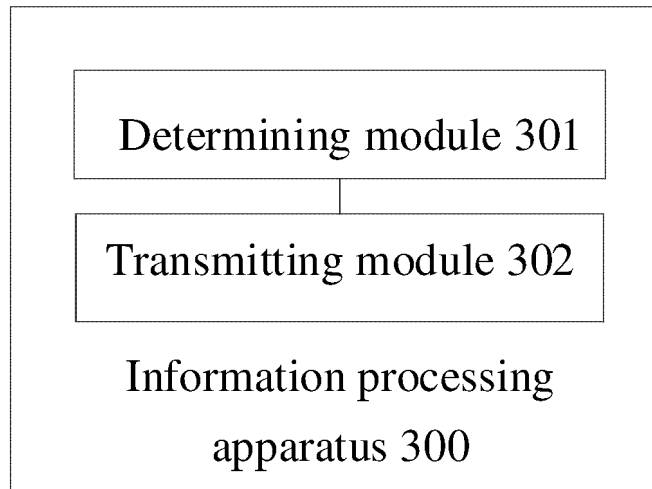 Determining module 301
Transmitting module 302
Information processing
apparatus 300